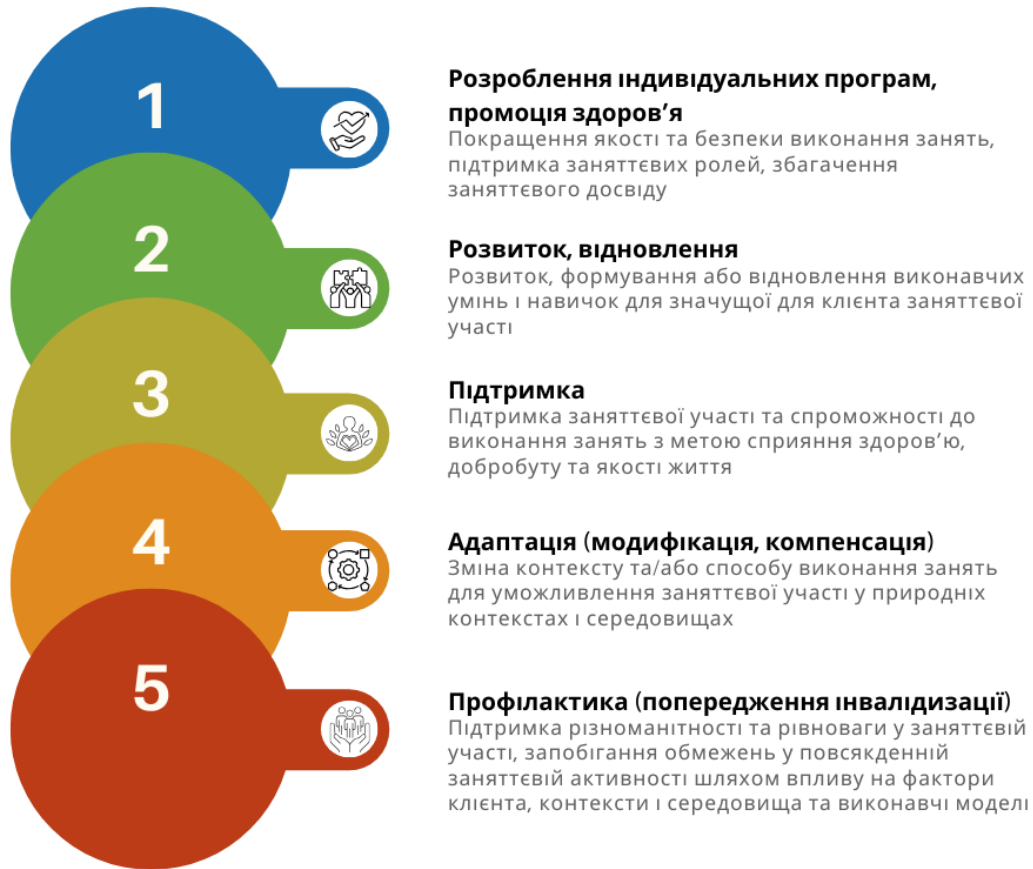 1
Розроблення індивідуальних програм,
промоція здоров’я
Покращення якості та безпеки виконання занять,
підтримка заняттєвих ролей, збагачення
заняттєвого досвіду
2
Розвиток, відновлення
Розвиток, формування або відновлення виконавчих
умінь і навичок для значущої для клієнта заняттєвої
участі
3
Підтримка
Підтримка заняттєвої участі та спроможності до
виконання занять з метою сприяння здоров’ю,
добробуту та якості життя
4
Адаптація (модифікація, компенсація)
Зміна контексту та/або способу виконання занять
для уможливлення заняттєвої участі у природніх
контекстах і середовищах
5
Профілактика (попередження інвалідизації)
Підтримка різноманітності та рівноваги у заняттєвій
участі, запобігання обмежень у повсякденній
заняттєвій активності шляхом впливу на фактори
клієнта, контексти і середовища та виконавчі моделі